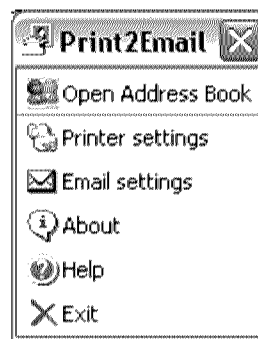 Print2Email
Open Address Book
Printer settings
Email settings
About
Help
Exit